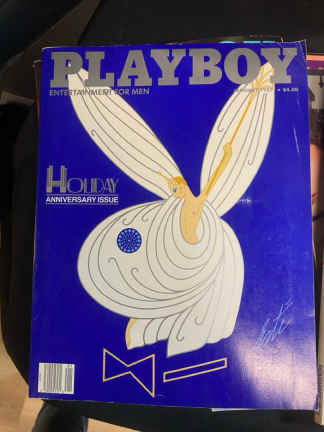 PLAYBOY
ENTERTAINMENT FOR MEN
$4.00
HOLIDAY
ANNIVERSARY ISSUE